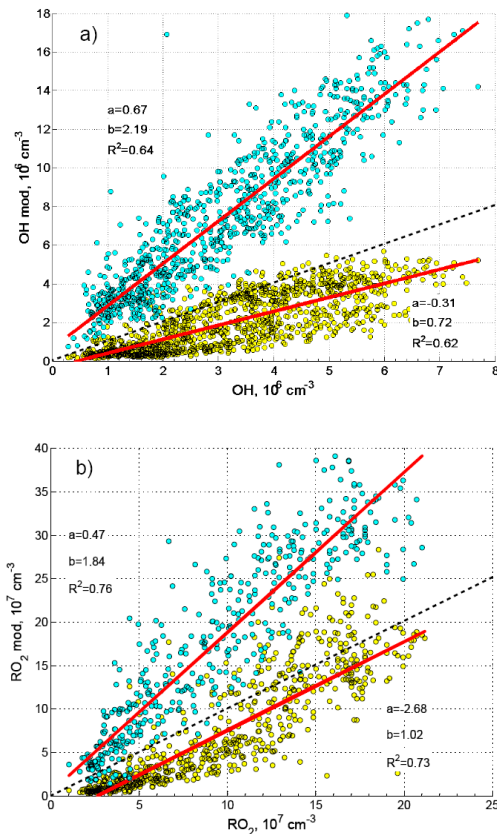 a)
18
16
14
12
10
8
6
4
2
0
OH mod, 10⁶ cm⁻³
a=0.67
b=2.19
R²=0.64
a=-0.31
b=0.72
R²=0.62
0 1 2 3 4 5 6 7 8
OH, 10⁶ cm⁻³
b)
40
35
30
25
20
15
10
5
0
RO₂ mod, 10⁷ cm⁻³
a=0.47
b=1.84
R²=0.76
a=-2.68
b=1.02
R²=0.73
0 5 10 15 20 25
RO₂, 10⁷ cm⁻³